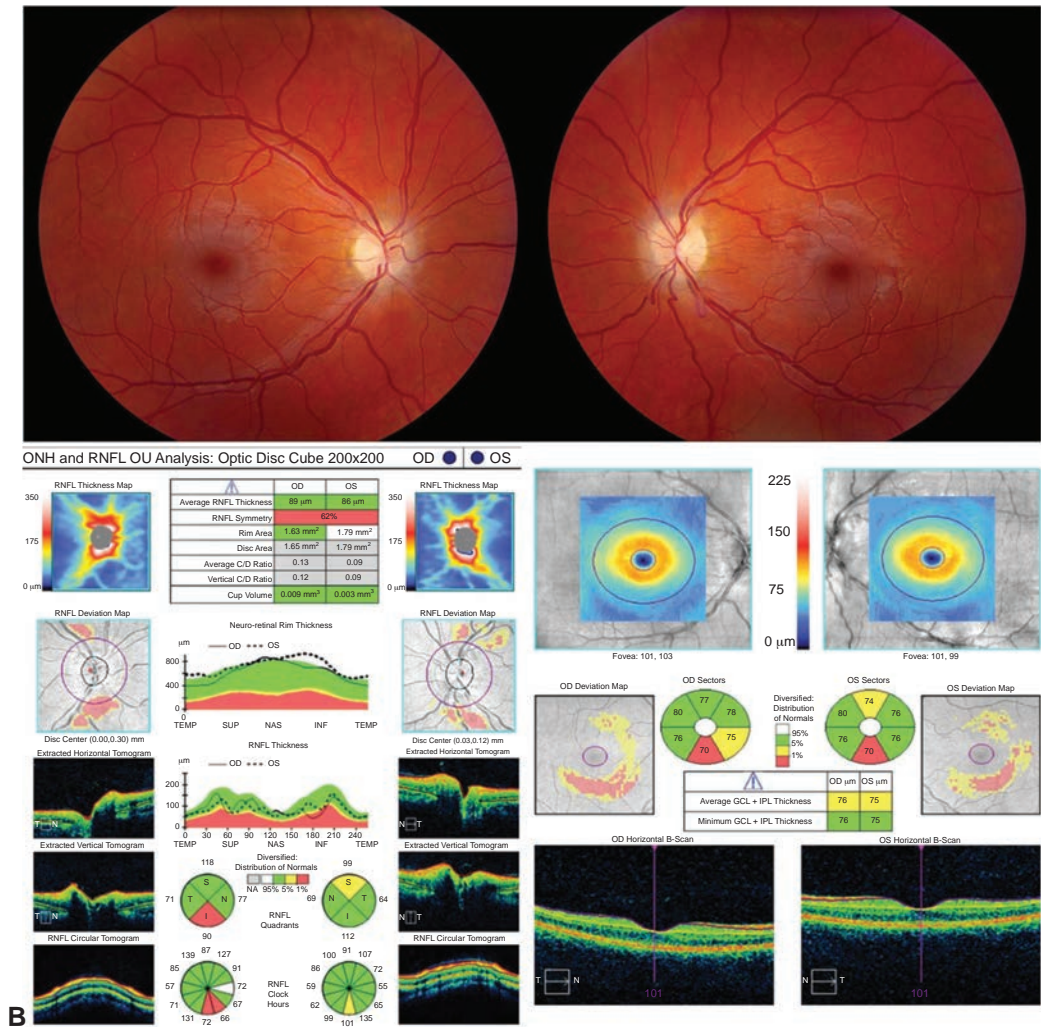 ONH and RNFL OU Analysis: Optic Disc Cube 200x200 OD OS
RNFL Thickness Map
350
175
0 μm
OD OS
Average RNFL Thickness 89 μm 86 μm
RNFL Symmetry 62%
Rim Area 1.63 mm² 1.79 mm²
Disc Area 1.65 mm² 1.79 mm²
Average C/D Ratio 0.13 0.09
Vertical C/D Ratio 0.12 0.09
Cup Volume 0.009 mm³ 0.003 mm³
RNFL Thickness Map
350
175
0 μm
RNFL Deviation Map
Disc Center (0.00,0.30) mm
Neuro-retinal Rim Thickness
μm OD OS
800
400
0
TEMP SUP NAS INF TEMP
RNFL Deviation Map
Disc Center (0.03,0.12) mm
Extracted Horizontal Tomogram
T N
RNFL Thickness
μm OD OS
200
100
0
0 30 60 90 120 150 180 210 240
TEMP SUP NAS INF TEMP
Extracted Horizontal Tomogram
N T
Extracted Vertical Tomogram
T N
Diversified:
Distribution of Normals
NA 95% 5% 1%
118
71 S T N I 77
90
RNFL
Quadrants
99
69 S N T I 64
112
Extracted Vertical Tomogram
N T
RNFL Circular Tomogram
87
139 127
85 91
57 72
71 67
131 66
72
RNFL
Clock
Hours
91
100 107
86 72
59 55
62 65
99 135
101
RNFL Circular Tomogram
225
150
75
0 μm
Fovea: 101, 103
Fovea: 101, 99
OD Deviation Map
OD Sectors
77
80 78
76 75
70
Diversified:
Distribution
of Normals
95%
5%
1%
OS Sectors
74
80 76
76 76
70
OS Deviation Map
OD μm OS μm
Average GCL + IPL Thickness 76 75
Minimum GCL + IPL Thickness 76 75
OD Horizontal B-Scan
T N
101
OS Horizontal B-Scan
N T
101
B